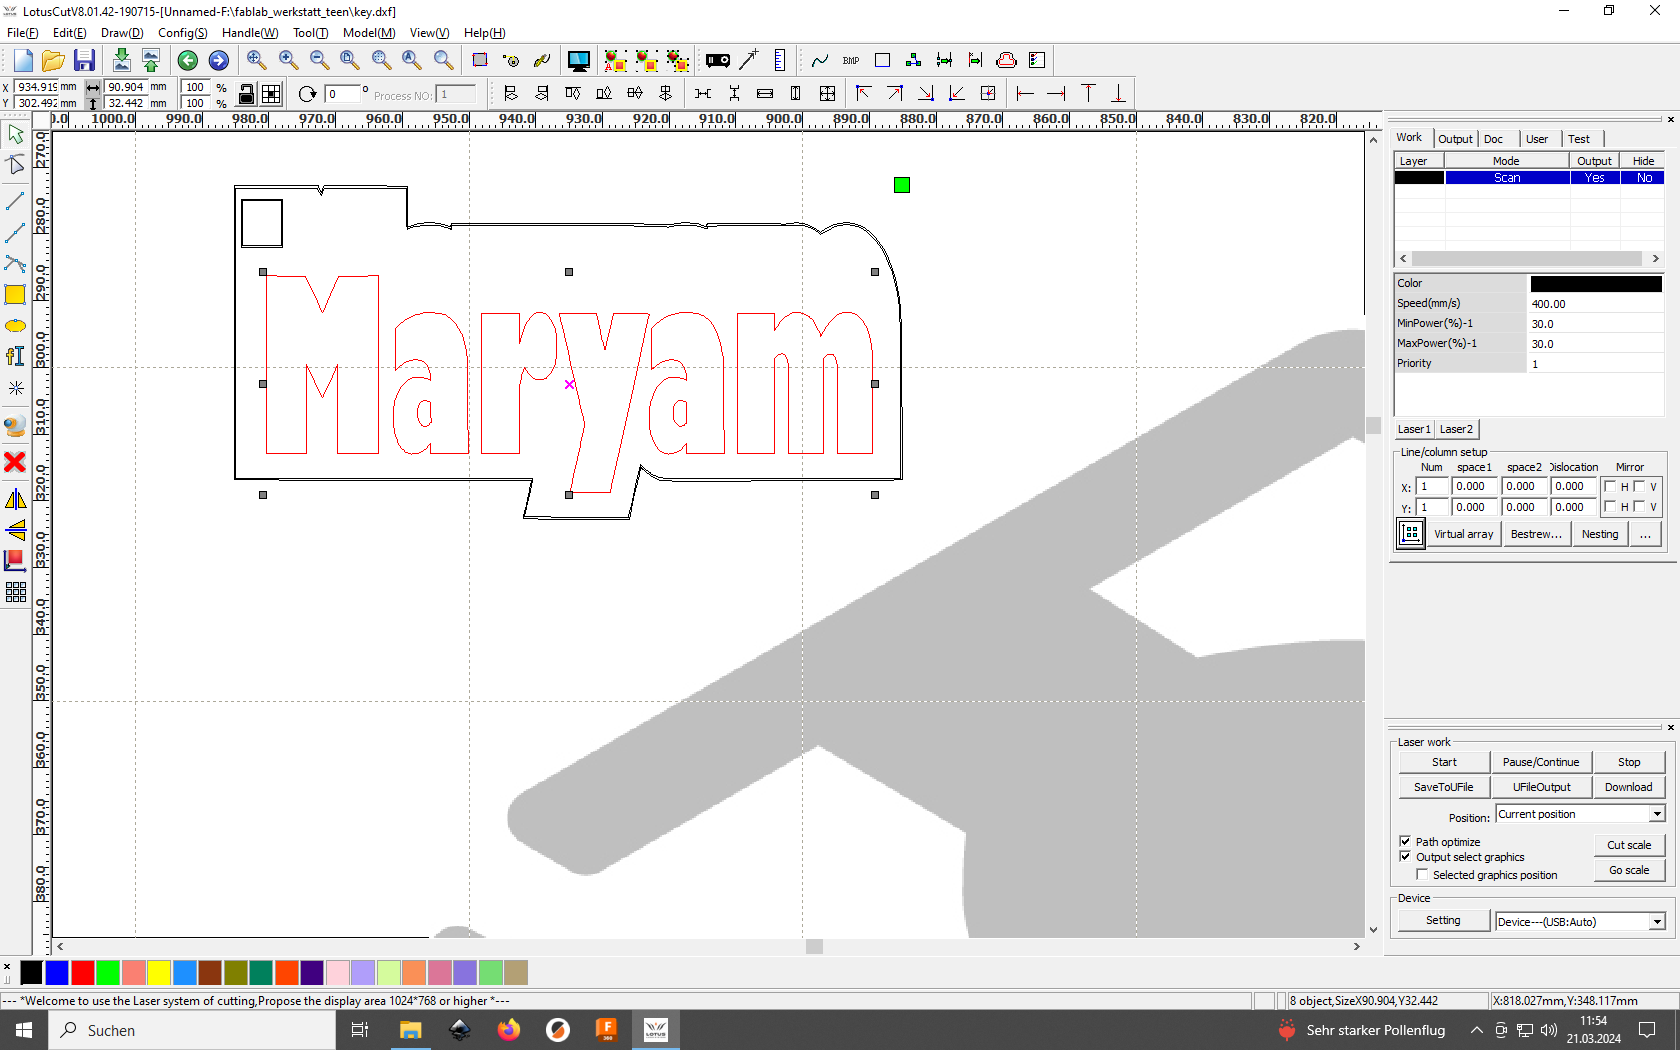 LotusCutV8.01.42-190715-[Unnamed-F:\fablab_werkstatt_teen\key.dxf]
File(F) Edit(E) Draw(D) Config(S) Handle(W) Tool(T) Model(M) View(V) Help(H)
BMP
X 934.919 mm 90.904 mm 100 %
Y 302.492 mm 32.442 mm 100 %
0 ° Process NO: 1
0.0 1000.0 990.0 980.0 970.0 960.0 950.0 940.0 930.0 920.0 910.0 890.0 880.0 870.0 860.0 850.0 840.0 830.0 820.0
270.0
280.0
290.0
300.0
310.0
320.0
330.0
340.0
350.0
360.0
370.0
380.0
Maryam
Work Output Doc User Test
Layer Mode Output Hide
Scan Yes No
Color
Speed(mm/s) 400.00
MinPower(%)-1 30.0
MaxPower(%)-1 30.0
Priority 1
Laser1 Laser2
Line/column setup
Num space1 space2 Dislocation Mirror
X: 1 0.000 0.000 0.000 H V
Y: 1 0.000 0.000 0.000 H V
Virtual array Bestrew... Nesting ...
Laser work
Start Pause/Continue Stop
SaveToUFile UFileOutput Download
Position: Current position
Path optimize
Cut scale
Output select graphics
Go scale
Selected graphics position
Device
Setting Device---(USB:Auto)
--- *Welcome to use the Laser system of cutting,Propose the display area 1024*768 or higher *---
8 object,SizeX90.904,Y32.442 X:818.027mm,Y:348.117mm
Suchen
Sehr starker Pollenflug
11:54
21.03.2024